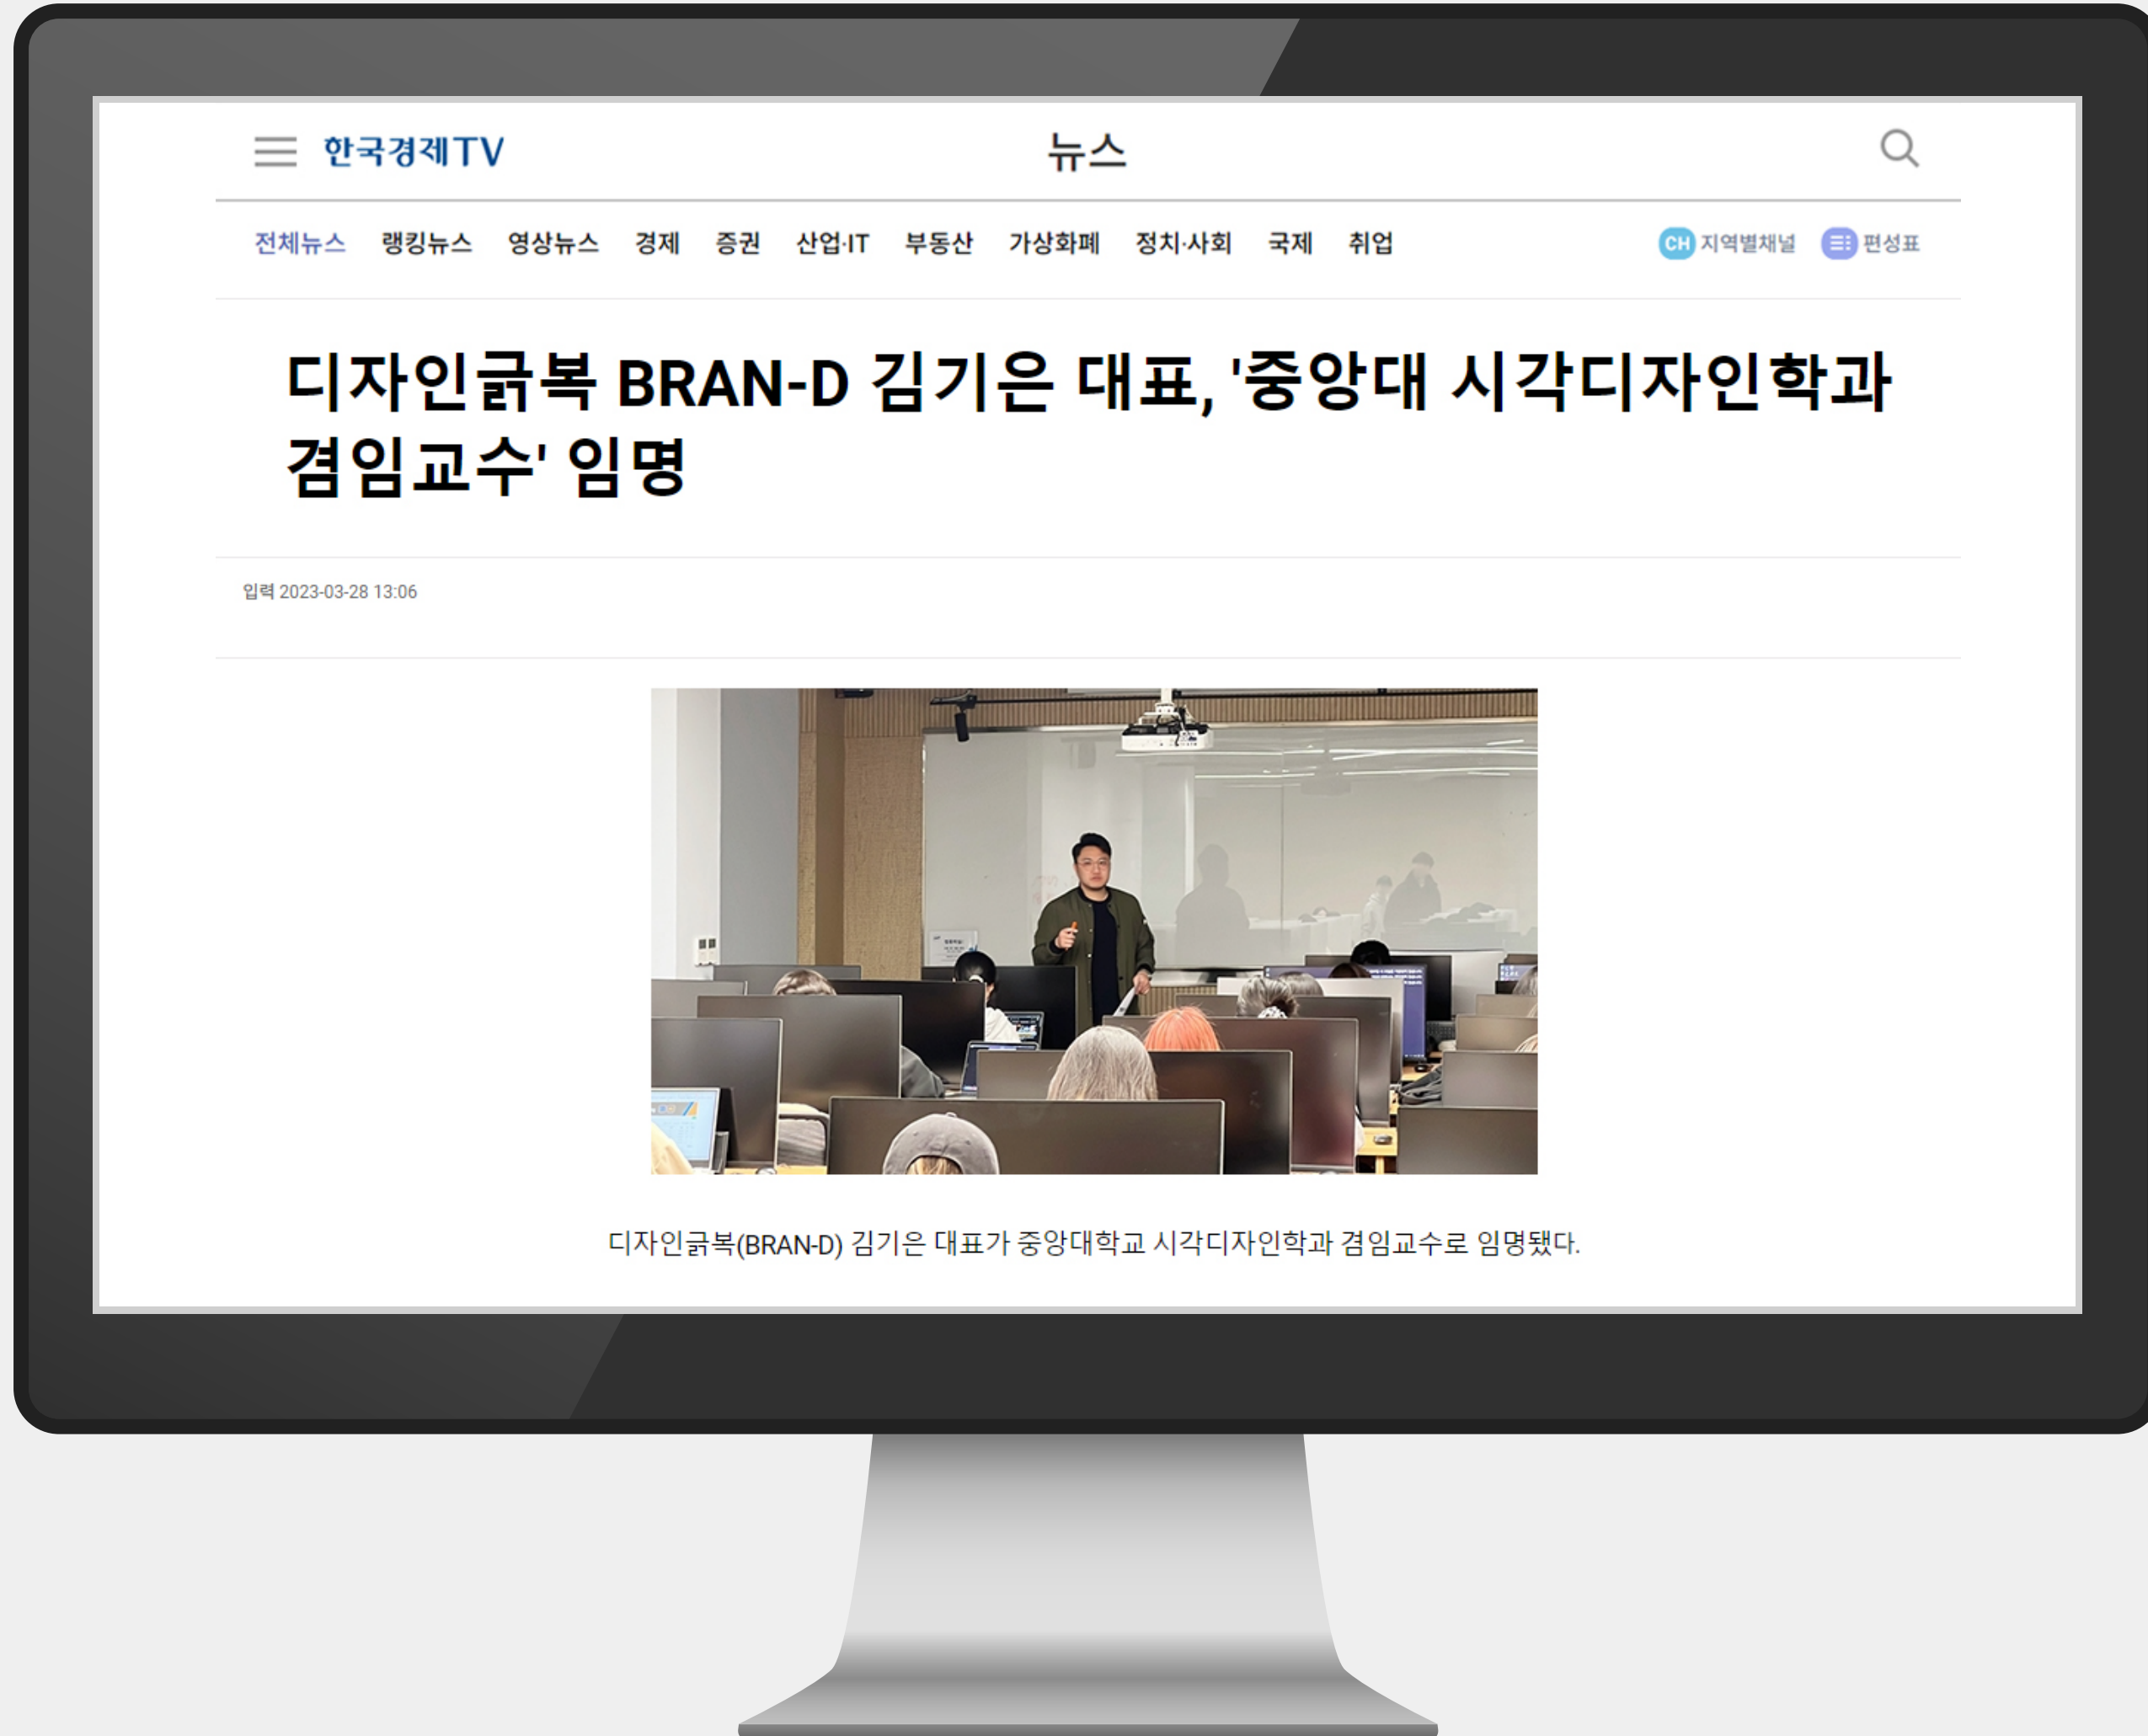 한국경제TV
뉴스
전체뉴스 랭킹뉴스 영상뉴스 경제 증권 산업·IT 부동산 가상화폐 정치·사회 국제 취업 CH 지역별채널 편성표
디자인긁복 BRAN-D 김기은 대표, '중앙대 시각디자인학과
겸임교수' 임명
입력 2023-03-28 13:06
디자인긁복(BRAN-D) 김기은 대표가 중앙대학교 시각디자인학과 겸임교수로 임명됐다.